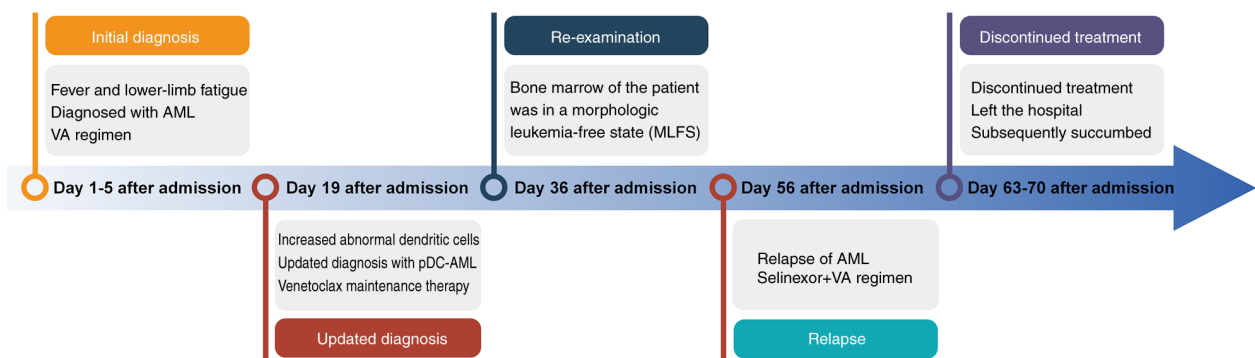 Initial diagnosis
Fever and lower-limb fatigue
Diagnosed with AML
VA regimen
Re-examination
Bone marrow of the patient
was in a morphologic
leukemia-free state (MLFS)
Discontinued treatment
Discontinued treatment
Left the hospital
Subsequently succumbed
Day 1-5 after admission
Day 19 after admission
Day 36 after admission
Day 56 after admission
Day 63-70 after admission
Increased abnormal dendritic cells
Updated diagnosis with pDC-AML
Venetoclax maintenance therapy
Updated diagnosis
Relapse of AML
Selinexor+VA regimen
Relapse